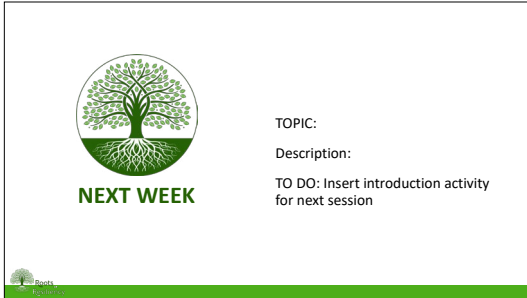 NEXT WEEK
TOPIC:
Description:
TO DO: Insert introduction activity
for next session
Roots